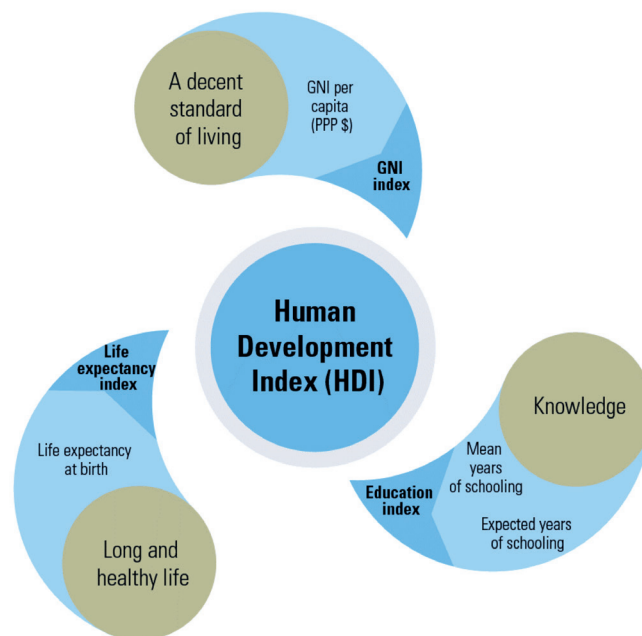 A decent
standard
of living
GNI per
capita
(PPP $)
GNI
index
Human
Development
Index (HDI)
Life
expectancy
index
Life expectancy
at birth
Long and
healthy life
Knowledge
Mean
years
of schooling
Expected years
of schooling
Education
index